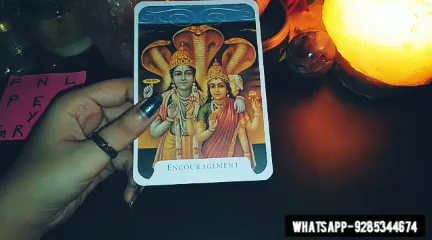 F N L
P E Y
Y
R
ENCOURAGEMENT
WHATSAPP-9285344674